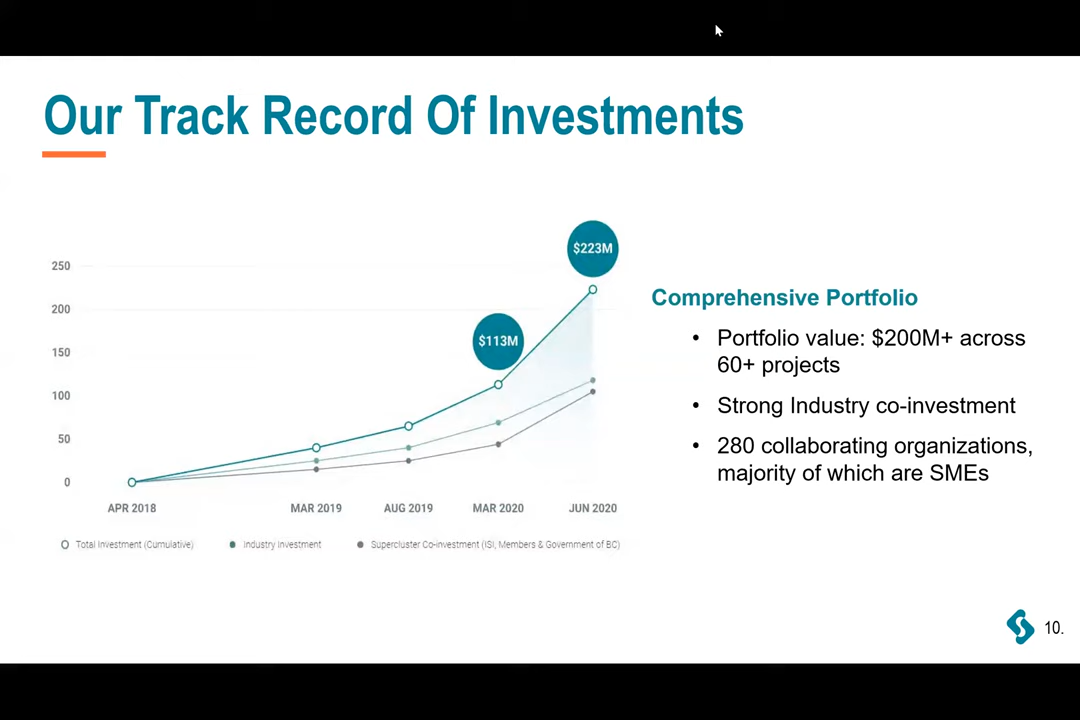 Our Track Record Of Investments
$223M
250
Comprehensive Portfolio
200
• Portfolio value: $200M+ across
60+ projects
$113M
150
100
• Strong Industry co-investment
50
• 280 collaborating organizations,
majority of which are SMEs
0
APR 2018 MAR 2019 AUG 2019 MAR 2020 JUN 2020
Total Investment (Cumulative) Industry Investment Supercluster Co-investment (ISI, Members & Government of BC)
10.